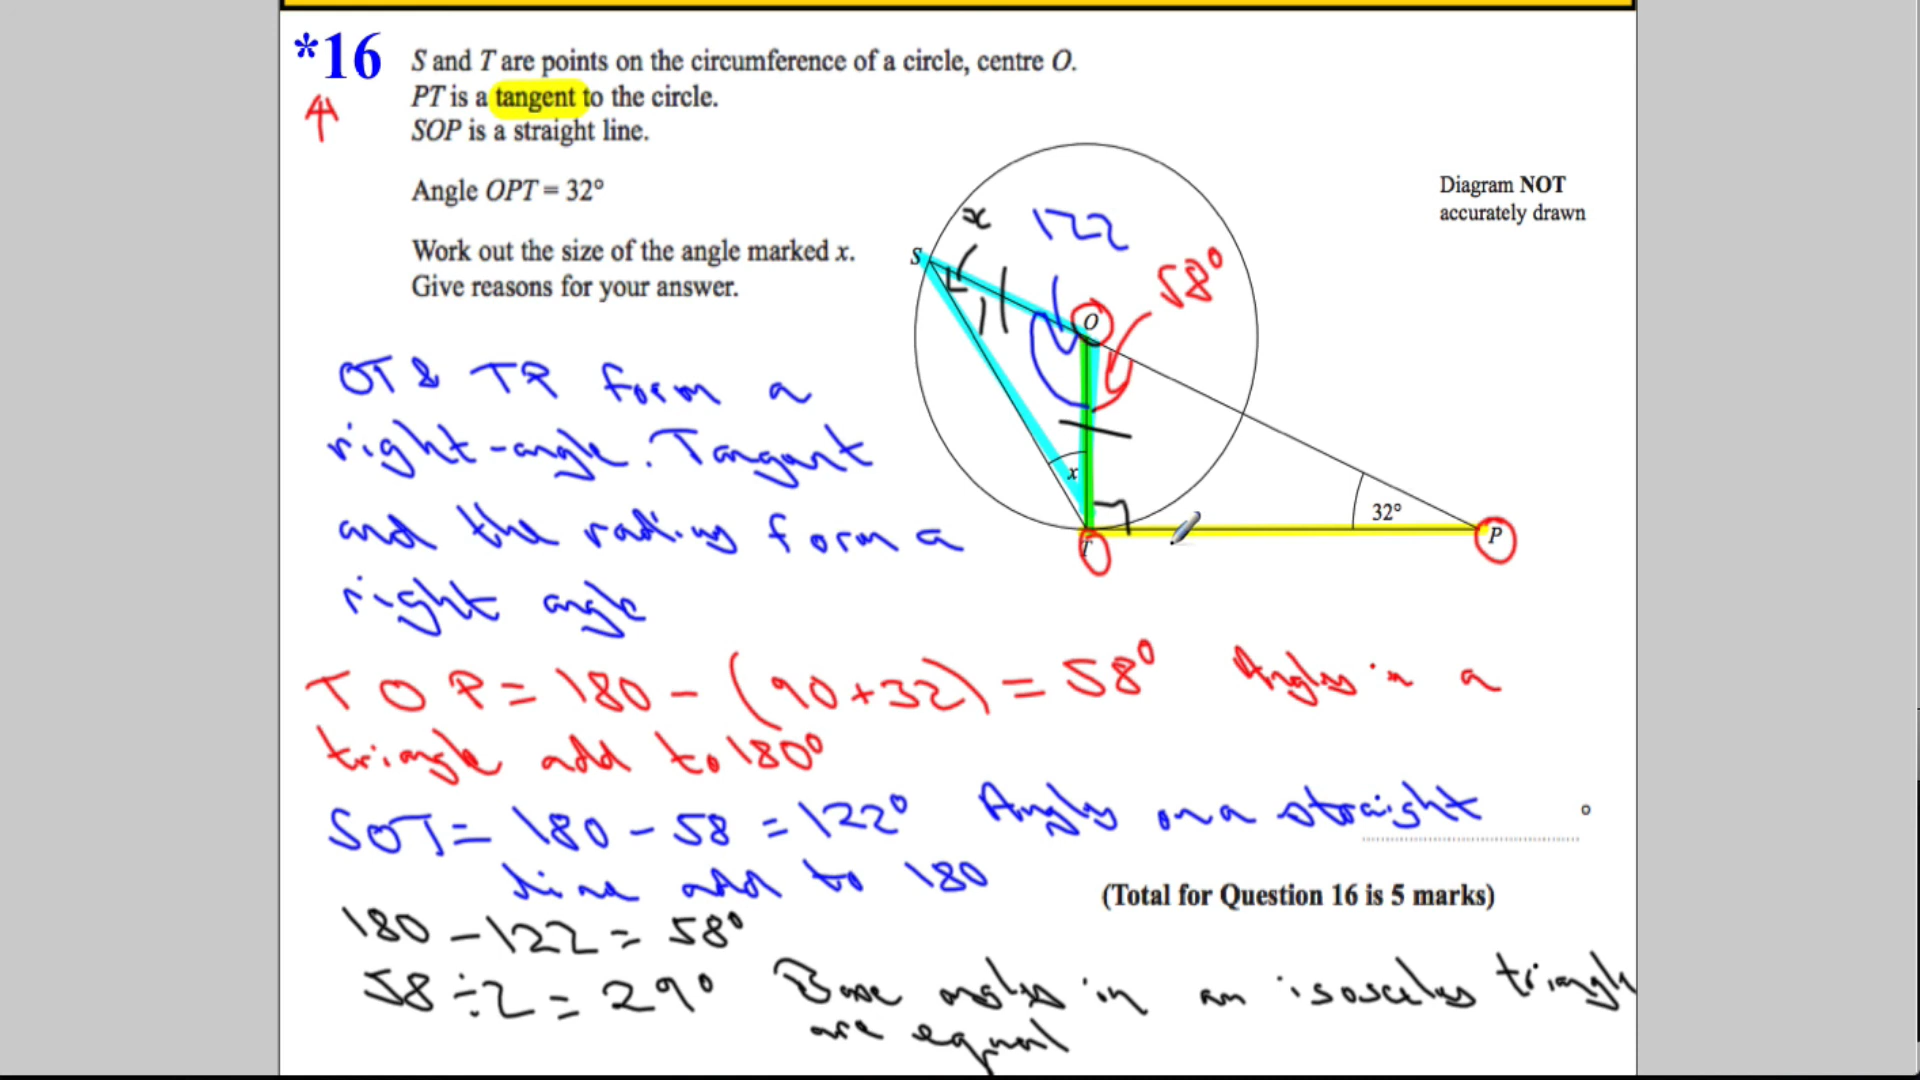 *16
S and T are points on the circumference of a circle, centre O.
PT is a tangent to the circle.
SOP is a straight line.
Angle OPT = 32°
Work out the size of the angle marked x.
Give reasons for your answer.
Diagram NOT
accurately drawn
x
122
58°
S
O
x
32°
T
P
OT & TP form a
right-angle. Tangent
and the radius form a
right angle
TOP = 180 - (90+32) = 58° Angles in a
triangle add to 180°
SOT = 180 - 58 = 122° Angles on a straight
line add to 180
°
(Total for Question 16 is 5 marks)
180 - 122 = 58°
58 ÷ 2 = 29° Base angles in an isosceles triangle
are equal